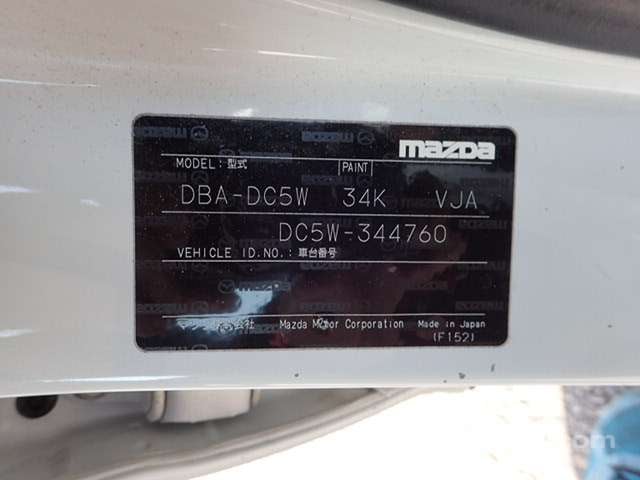 mazda
MODEL: 型式 PAINT
DBA-DC5W 34K VJA
DC5W-344760
VEHICLE ID.NO.: 車台番号
Mazda Motor Corporation Made in Japan
(F152)